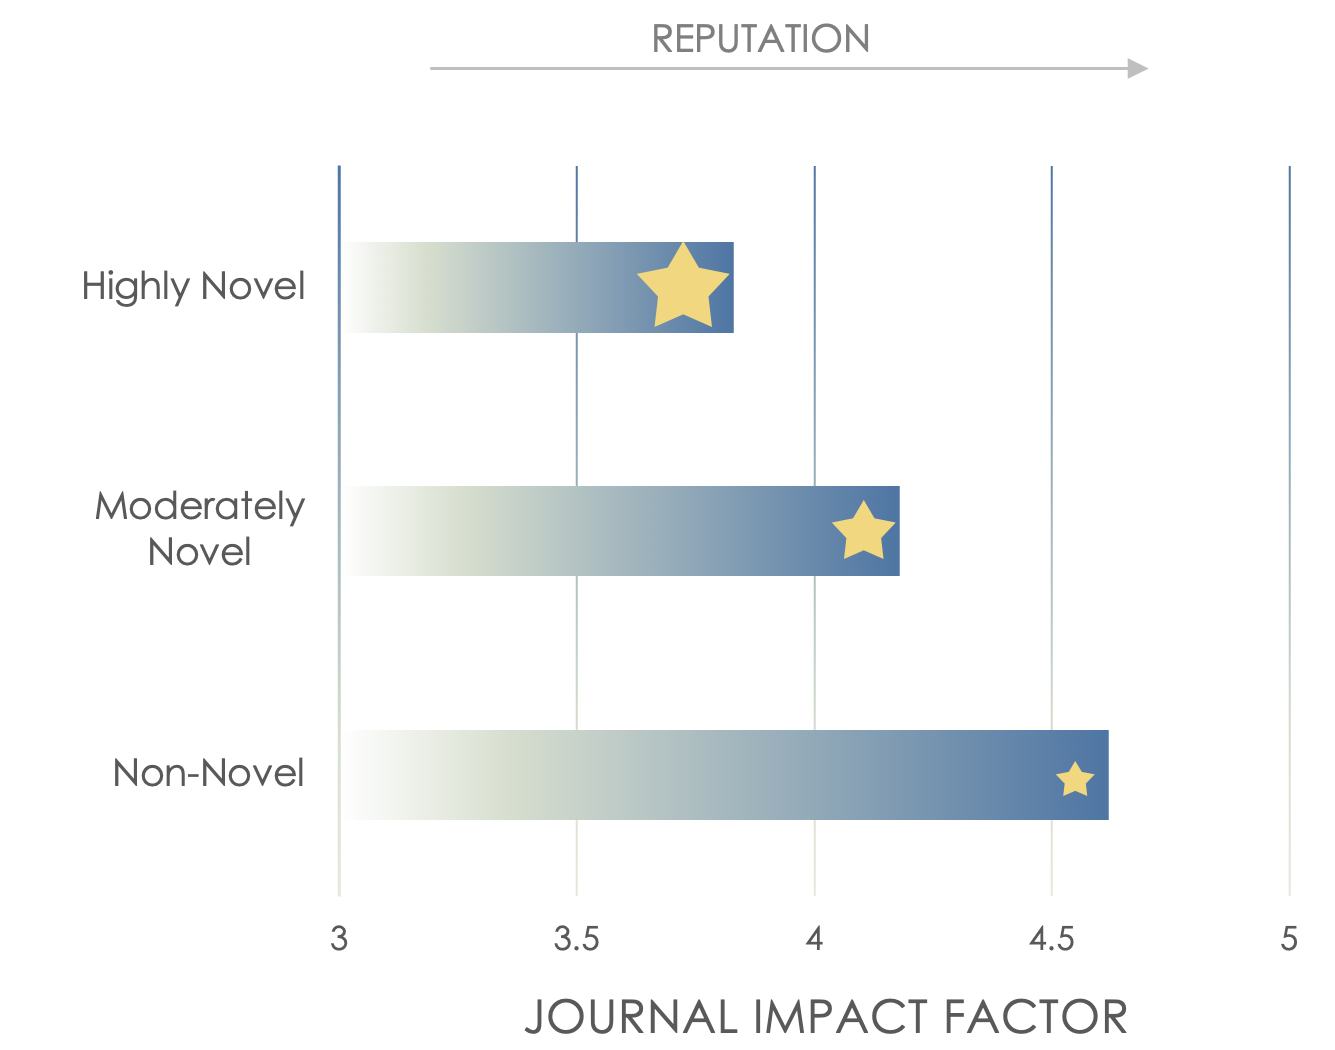 REPUTATION
Highly Novel
Moderately
Novel
Non-Novel
3
3.5
4
4.5
5
JOURNAL IMPACT FACTOR